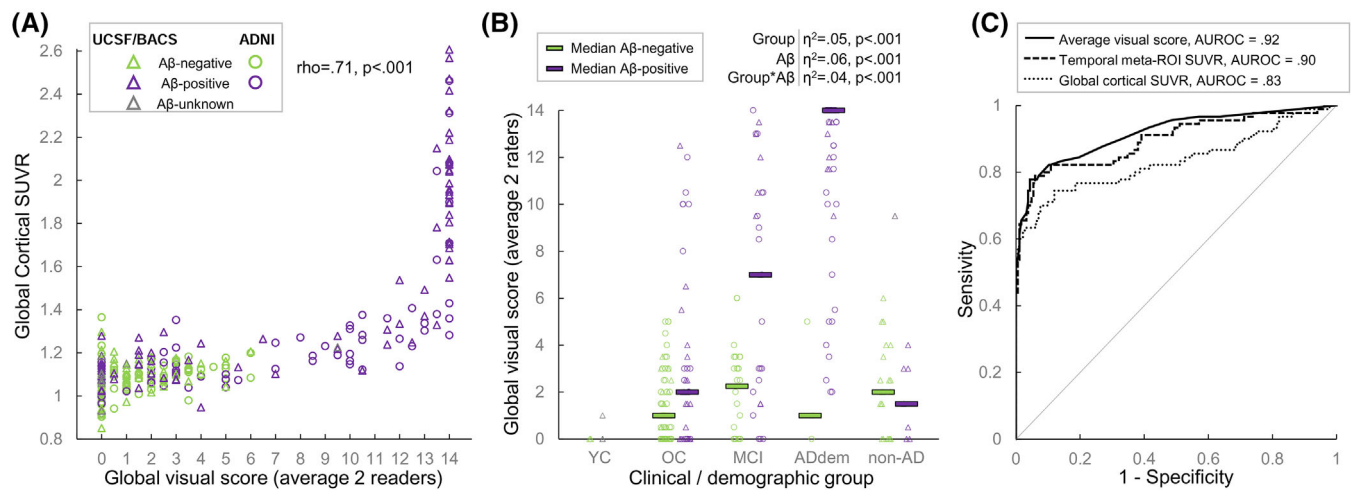 (A)
UCSF/BACS ADNI
Aβ-negative
Aβ-positive
Aβ-unknown
rho=.71, p<.001
Global Cortical SUVR
2.6
2.4
2.2
2.0
1.8
1.6
1.4
1.2
1
0.8
0 1 2 3 4 5 6 7 8 9 10 11 12 13 14
Global visual score (average 2 readers)
(B)
Median Aβ-negative
Median Aβ-positive
Group η²=.05, p<.001
Aβ η²=.06, p<.001
Group*Aβ η²=.04, p<.001
Global visual score (average 2 raters)
14
12
10
8
6
4
2
0
YC OC MCI ADdem non-AD
Clinical / demographic group
(C)
Average visual score, AUROC = .92
Temporal meta-ROI SUVR, AUROC = .90
Global cortical SUVR, AUROC = .83
Sensivity
1
0.8
0.6
0.4
0.2
0
0 0.2 0.4 0.6 0.8 1
1 - Specificity